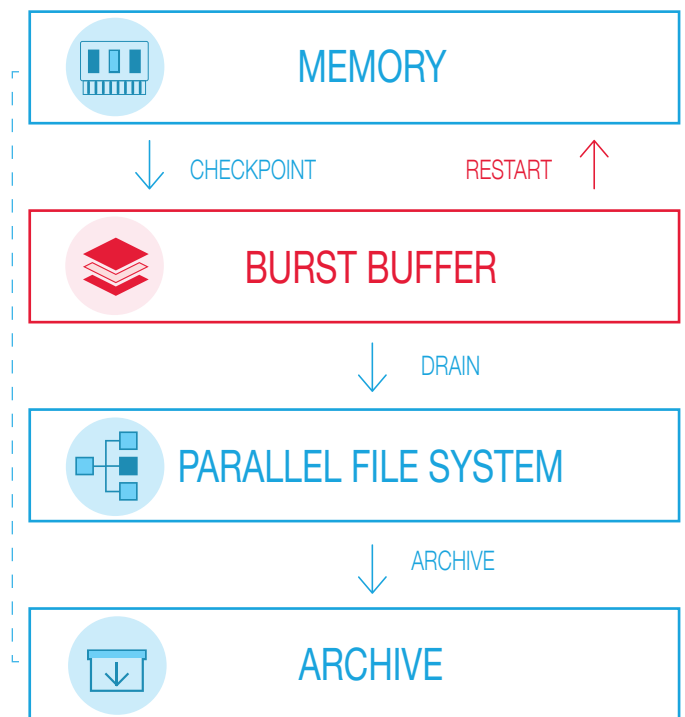 MEMORY
CHECKPOINT
RESTART
BURST BUFFER
DRAIN
PARALLEL FILE SYSTEM
ARCHIVE
ARCHIVE